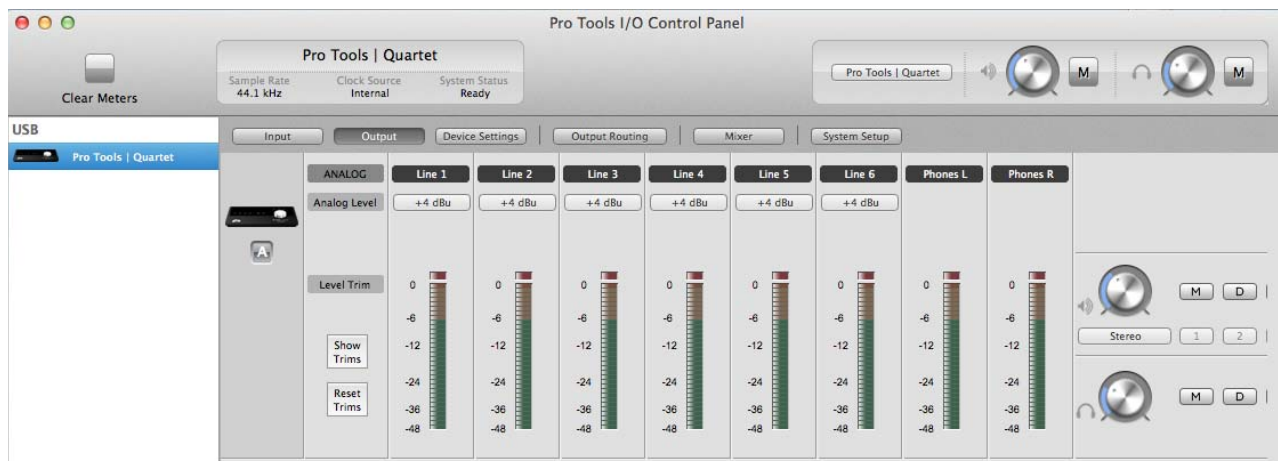 Pro Tools I/O Control Panel
Clear Meters
Pro Tools | Quartet
Sample Rate Clock Source System Status
44.1 kHz Internal Ready
Pro Tools | Quartet
M
M
USB
Pro Tools | Quartet
Input Output Device Settings Output Routing Mixer System Setup
A
ANALOG Line 1 Line 2 Line 3 Line 4 Line 5 Line 6 Phones L Phones R
Analog Level +4 dBu +4 dBu +4 dBu +4 dBu +4 dBu +4 dBu
Level Trim 0 0 0 0 0 0 0 0
M D
-6 -6 -6 -6 -6 -6 -6 -6
Stereo 1 2
Show Trims -12 -12 -12 -12 -12 -12 -12 -12
-24 -24 -24 -24 -24 -24 -24 -24
Reset Trims
M D
-36 -36 -36 -36 -36 -36 -36 -36
-48 -48 -48 -48 -48 -48 -48 -48